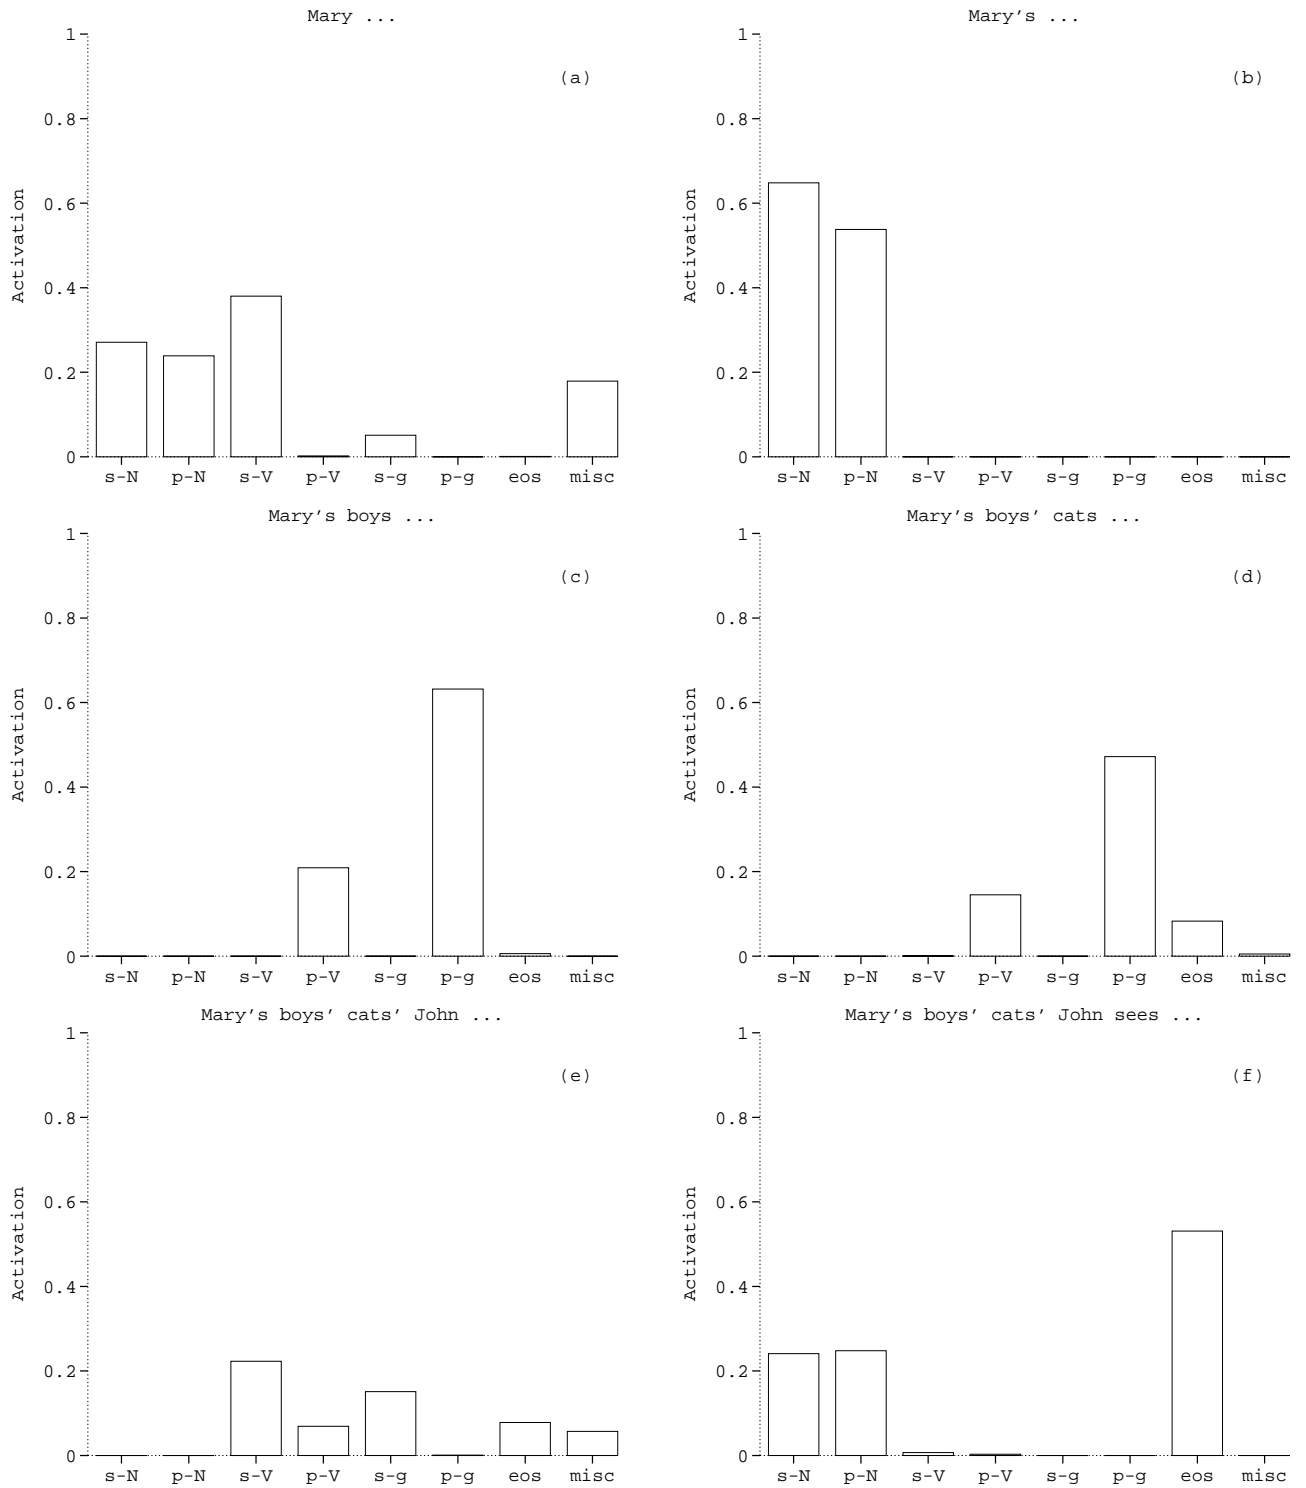 Mary ...
(a)
1
0.8
0.6
0.4
0.2
0
Activation
s-N p-N s-V p-V s-g p-g eos misc
Mary's ...
(b)
1
0.8
0.6
0.4
0.2
0
Activation
s-N p-N s-V p-V s-g p-g eos misc
Mary's boys ...
(c)
1
0.8
0.6
0.4
0.2
0
Activation
s-N p-N s-V p-V s-g p-g eos misc
Mary's boys' cats ...
(d)
1
0.8
0.6
0.4
0.2
0
Activation
s-N p-N s-V p-V s-g p-g eos misc
Mary's boys' cats' John ...
(e)
1
0.8
0.6
0.4
0.2
0
Activation
s-N p-N s-V p-V s-g p-g eos misc
Mary's boys' cats' John sees ...
(f)
1
0.8
0.6
0.4
0.2
0
Activation
s-N p-N s-V p-V s-g p-g eos misc